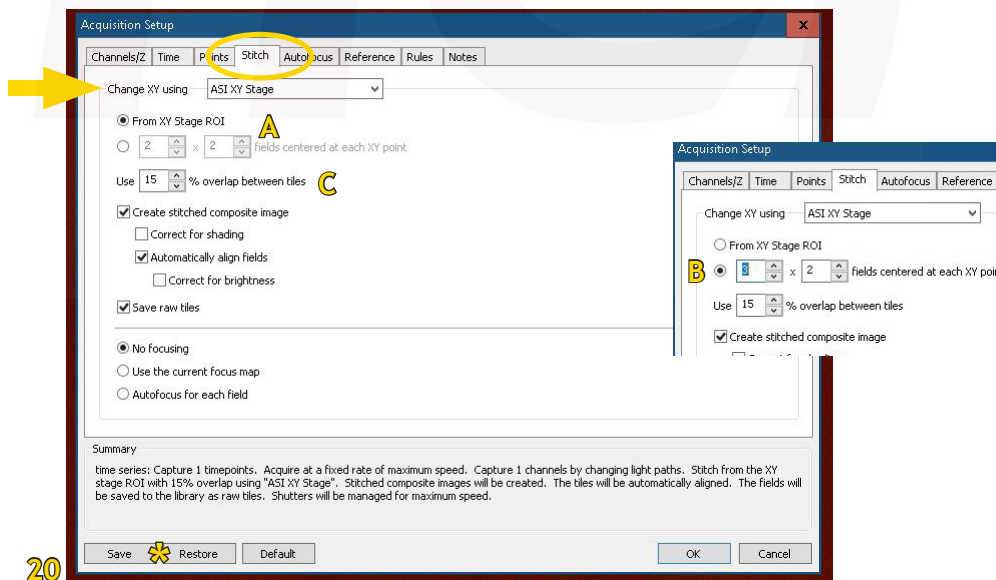 Acquisition Setup
x
Channels/Z Time Points Stitch Autofocus Reference Rules Notes
Change XY using ASI XY Stage
From XY Stage ROI
A
2 x 2 fields centered at each XY point
Use 15 % overlap between tiles
C
Create stitched composite image
Correct for shading
Automatically align fields
Correct for brightness
Save raw tiles
No focusing
Use the current focus map
Autofocus for each field
Summary
time series: Capture 1 timepoints. Acquire at a fixed rate of maximum speed. Capture 1 channels by changing light paths. Stitch from the XY
stage ROI with 15% overlap using "ASI XY Stage". Stitched composite images will be created. The tiles will be automatically aligned. The fields will
be saved to the library as raw tiles. Shutters will be managed for maximum speed.
Save Restore Default OK Cancel
20
Acquisition Setup
Channels/Z Time Points Stitch Autofocus Reference
Change XY using ASI XY Stage
From XY Stage ROI
B
3 x 2 fields centered at each XY poin
Use 15 % overlap between tiles
Create stitched composite image